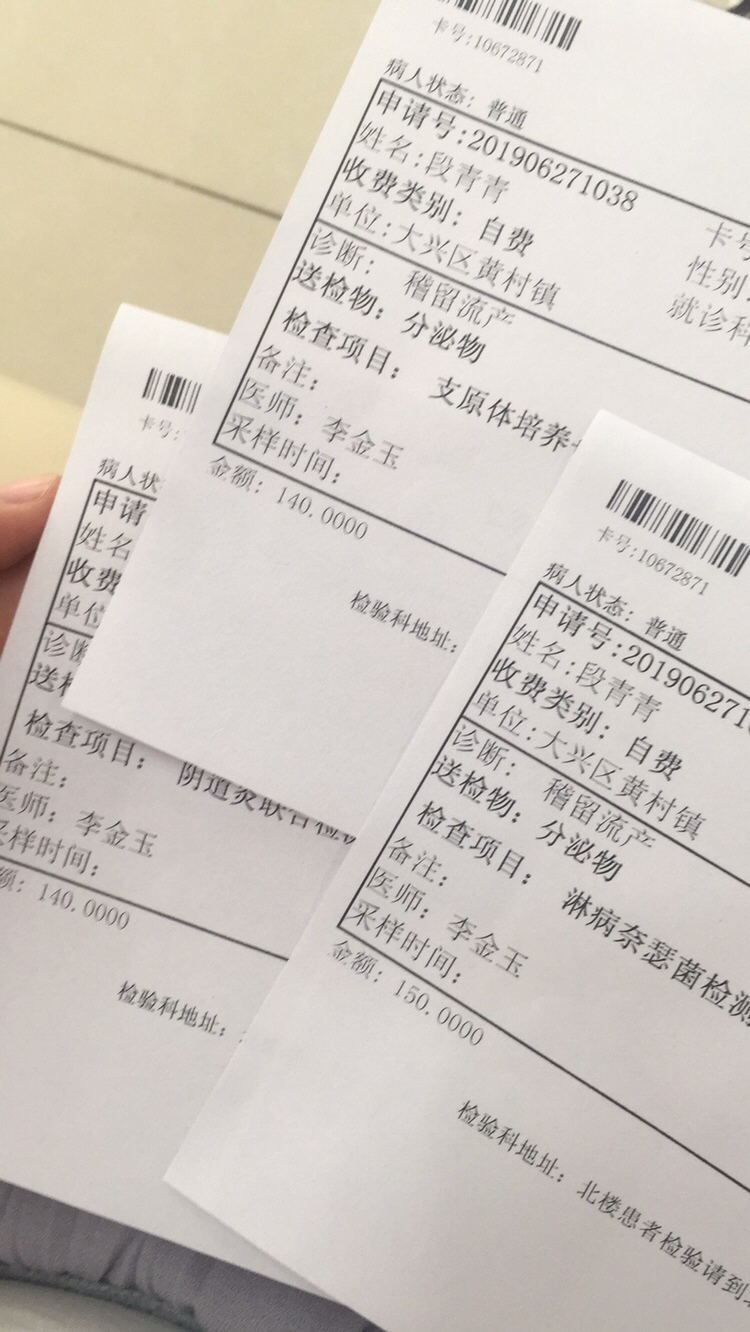 卡号:10672871
病人状态: 普通
申请号:201906271038
卡号
姓名:段青青
性别
收费类别: 自费
就诊科
单位:大兴区黄村镇
诊断: 稽留流产
送检物: 分泌物
检查项目: 支原体培养
备注:
医师: 李金玉
采样时间:
金额: 140.0000
检验科地址:
卡号:
病人状
申请
姓名
收费
单位
诊断
送检
检查项目: 阴道炎联合检
备注:
医师: 李金玉
采样时间:
额: 140.0000
检验科地址:
卡号:10672871
病人状态: 普通
申请号:2019062710
姓名:段青青
收费类别: 自费
单位:大兴区黄村镇
诊断: 稽留流产
送检物: 分泌物
检查项目: 淋病奈瑟菌检测
备注:
医师: 李金玉
采样时间:
金额: 150.0000
检验科地址: 北楼患者检验请到